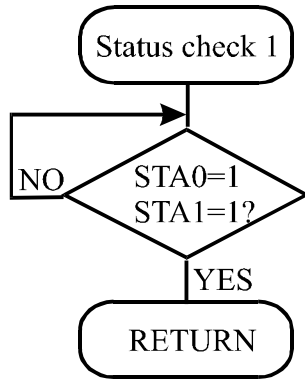 Status check 1
NO
STA0=1
STA1=1?
YES
RETURN